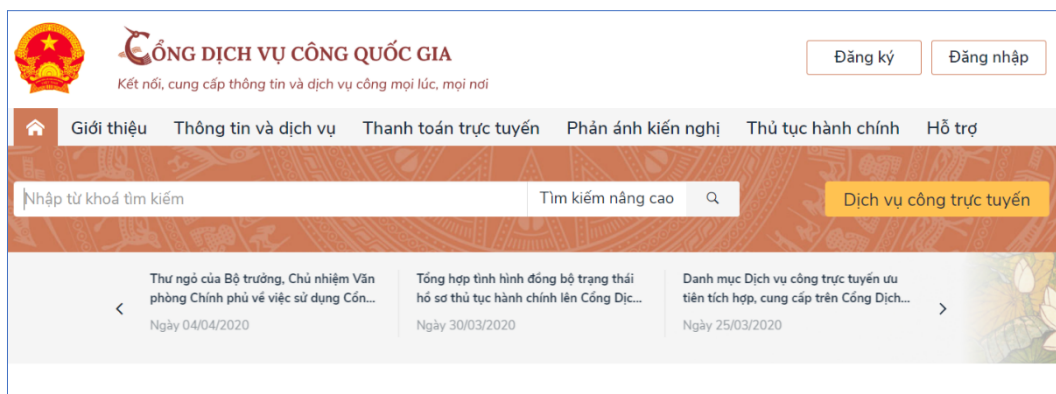 CỔNG DỊCH VỤ CÔNG QUỐC GIA
Kết nối, cung cấp thông tin và dịch vụ công mọi lúc, mọi nơi
Đăng ký
Đăng nhập
Giới thiệu
Thông tin và dịch vụ
Thanh toán trực tuyến
Phản ánh kiến nghị
Thủ tục hành chính
Hỗ trợ
Nhập từ khoá tìm kiếm
Tìm kiếm nâng cao
Dịch vụ công trực tuyến
Thư ngỏ của Bộ trưởng, Chủ nhiệm Văn
phòng Chính phủ về việc sử dụng Cổn...
Ngày 04/04/2020
Tổng hợp tình hình đồng bộ trạng thái
hồ sơ thủ tục hành chính lên Cổng Dịc...
Ngày 30/03/2020
Danh mục Dịch vụ công trực tuyến ưu
tiên tích hợp, cung cấp trên Cổng Dịch...
Ngày 25/03/2020